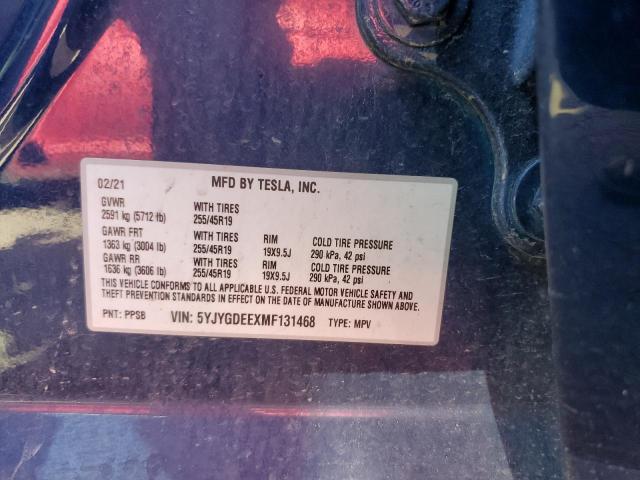 02/21 MFD BY TESLA, INC.
GVWR WITH TIRES
2591 kg (5712 lb) 255/45R19
GAWR FRT WITH TIRES RIM COLD TIRE PRESSURE
1363 kg (3004 lb) 255/45R19 19X9.5J 290 kPa, 42 psi
GAWR RR WITH TIRES RIM COLD TIRE PRESSURE
1636 kg (3606 lb) 255/45R19 19X9.5J 290 kPa, 42 psi
THIS VEHICLE CONFORMS TO ALL APPLICABLE U.S. FEDERAL MOTOR VEHICLE SAFETY AND
THEFT PREVENTION STANDARDS IN EFFECT ON THE DATE OF MANUFACTURE SHOWN ABOVE.
PNT: PPSB VIN: 5YJYGDEEXMF131468 TYPE: MPV